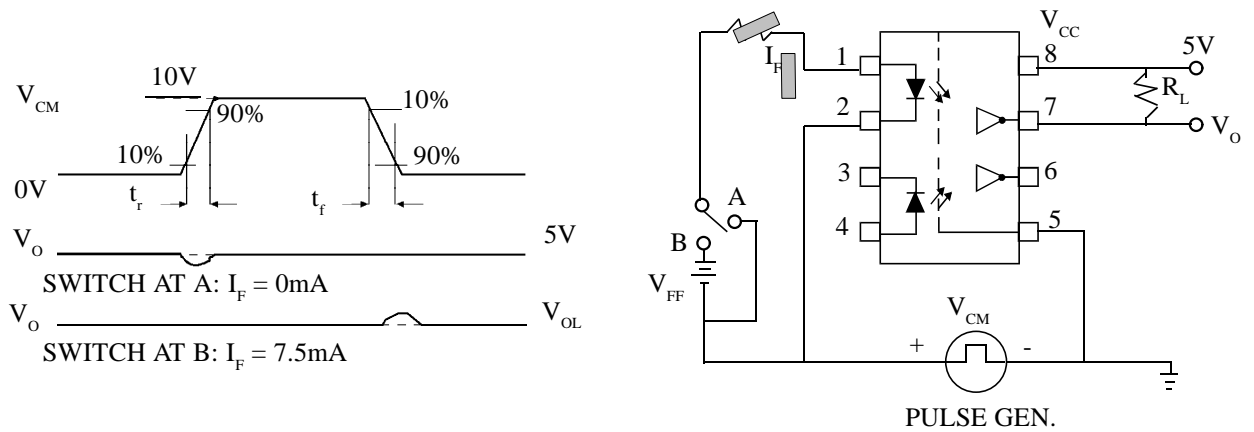 10V
V_CM
90%
10%
10%
90%
0V
t_r
t_f
V_O
5V
SWITCH AT A: I_F = 0mA
V_O
V_OL
SWITCH AT B: I_F = 7.5mA
V_CC
I_F
1
8
5V
R_L
2
7
V_O
3
6
A
4
5
B
V_FF
V_CM
+
-
PULSE GEN.